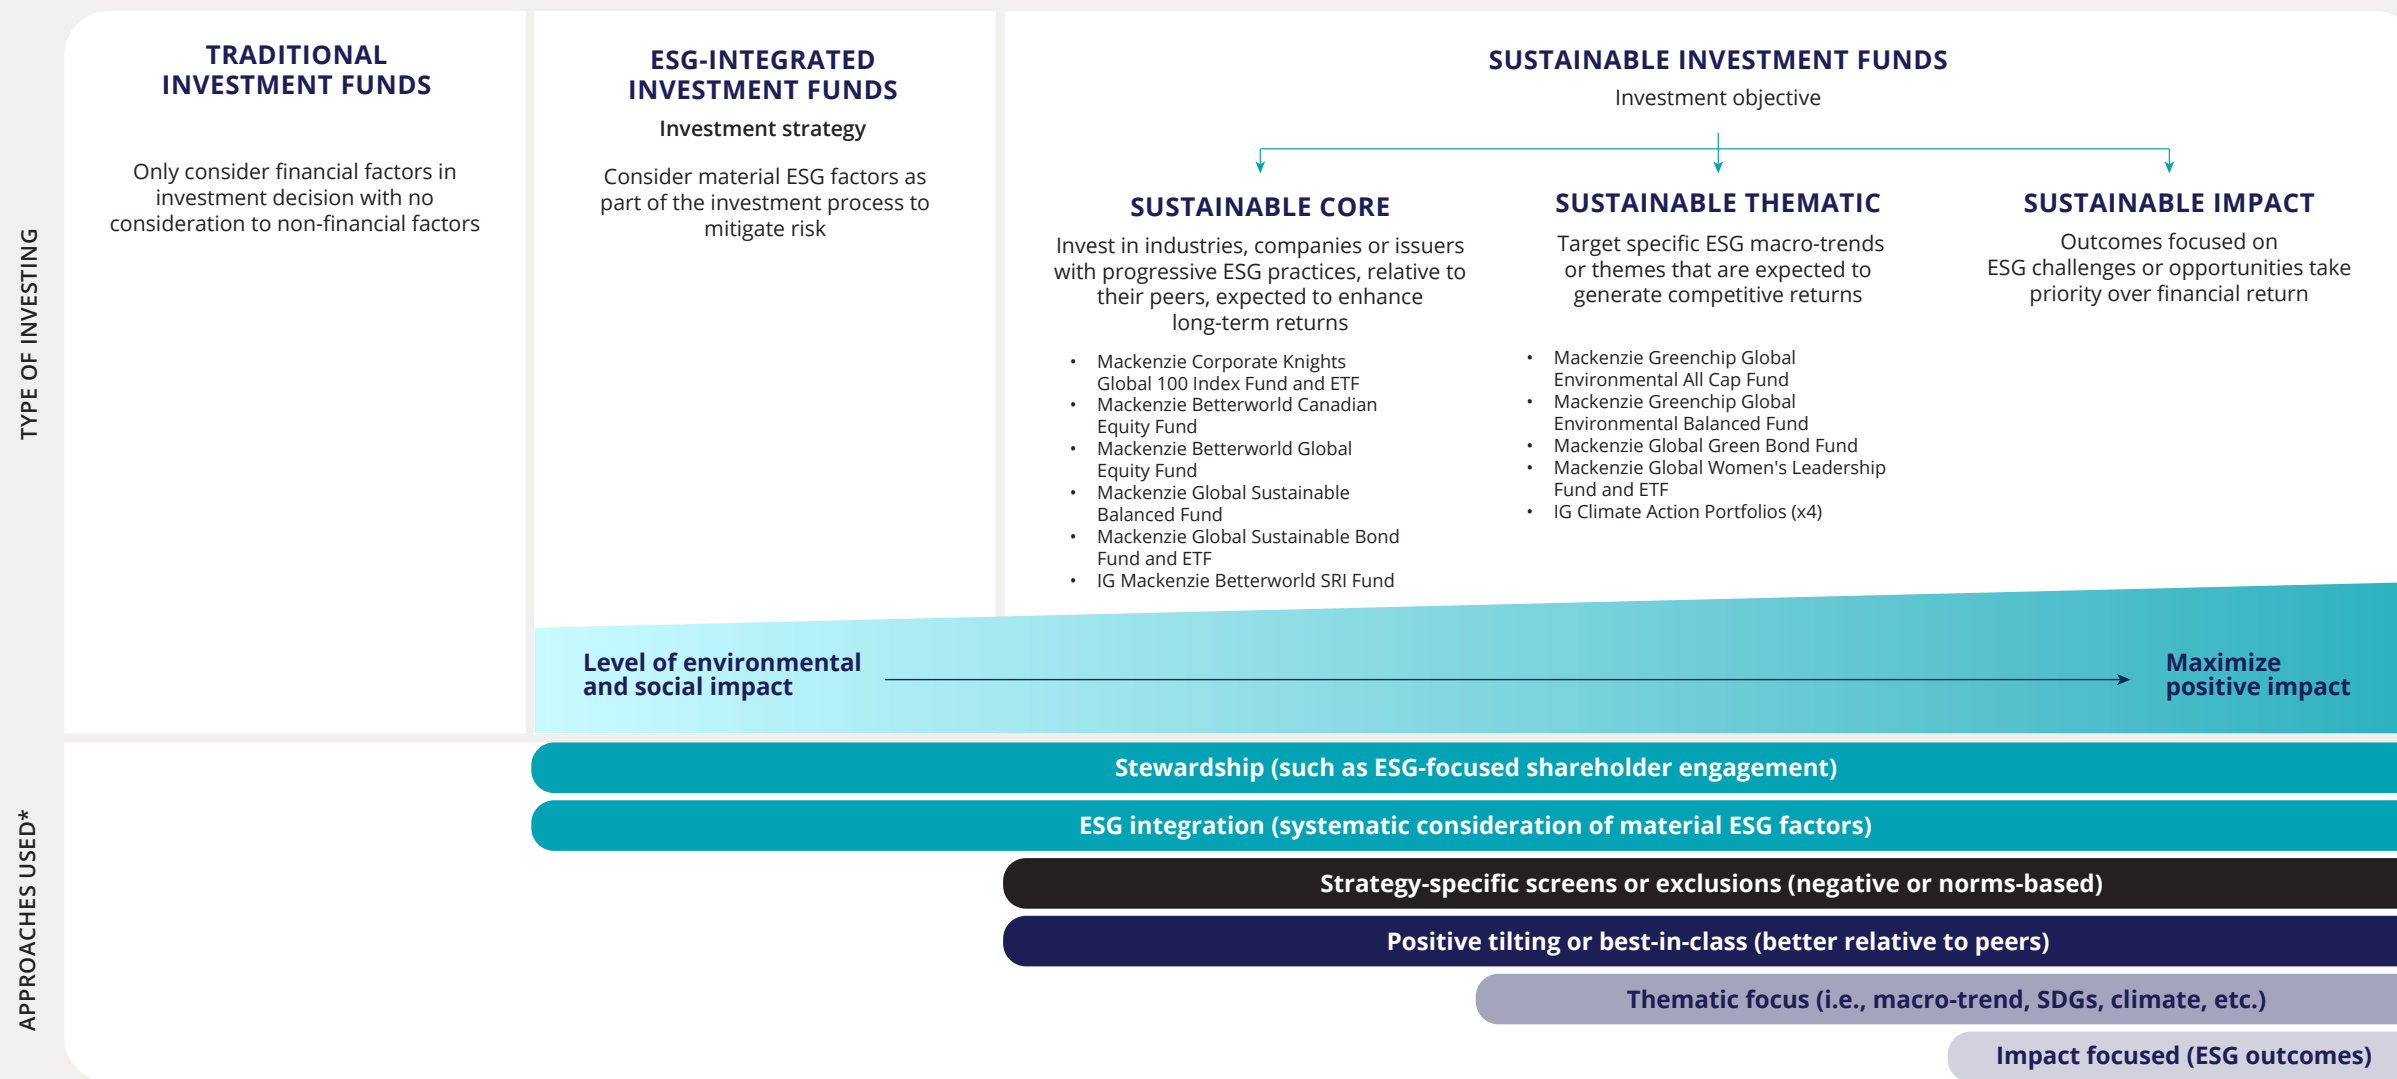 TYPE OF INVESTING
TRADITIONAL
INVESTMENT FUNDS
Only consider financial factors in
investment decision with no
consideration to non-financial factors
ESG-INTEGRATED
INVESTMENT FUNDS
Investment strategy
Consider material ESG factors as
part of the investment process to
mitigate risk
SUSTAINABLE INVESTMENT FUNDS
Investment objective
SUSTAINABLE CORE
Invest in industries, companies or issuers
with progressive ESG practices, relative to
their peers, expected to enhance
long-term returns
• Mackenzie Corporate Knights
Global 100 Index Fund and ETF
• Mackenzie Betterworld Canadian
Equity Fund
• Mackenzie Betterworld Global
Equity Fund
• Mackenzie Global Sustainable
Balanced Fund
• Mackenzie Global Sustainable Bond
Fund and ETF
• IG Mackenzie Betterworld SRI Fund
SUSTAINABLE THEMATIC
Target specific ESG macro-trends
or themes that are expected to
generate competitive returns
• Mackenzie Greenchip Global
Environmental All Cap Fund
• Mackenzie Greenchip Global
Environmental Balanced Fund
• Mackenzie Global Green Bond Fund
• Mackenzie Global Women's Leadership
Fund and ETF
• IG Climate Action Portfolios (x4)
SUSTAINABLE IMPACT
Outcomes focused on
ESG challenges or opportunities take
priority over financial return
Level of environmental
and social impact
Maximize
positive impact
APPROACHES USED*
Stewardship (such as ESG-focused shareholder engagement)
ESG integration (systematic consideration of material ESG factors)
Strategy-specific screens or exclusions (negative or norms-based)
Positive tilting or best-in-class (better relative to peers)
Thematic focus (i.e., macro-trend, SDGs, climate, etc.)
Impact focused (ESG outcomes)